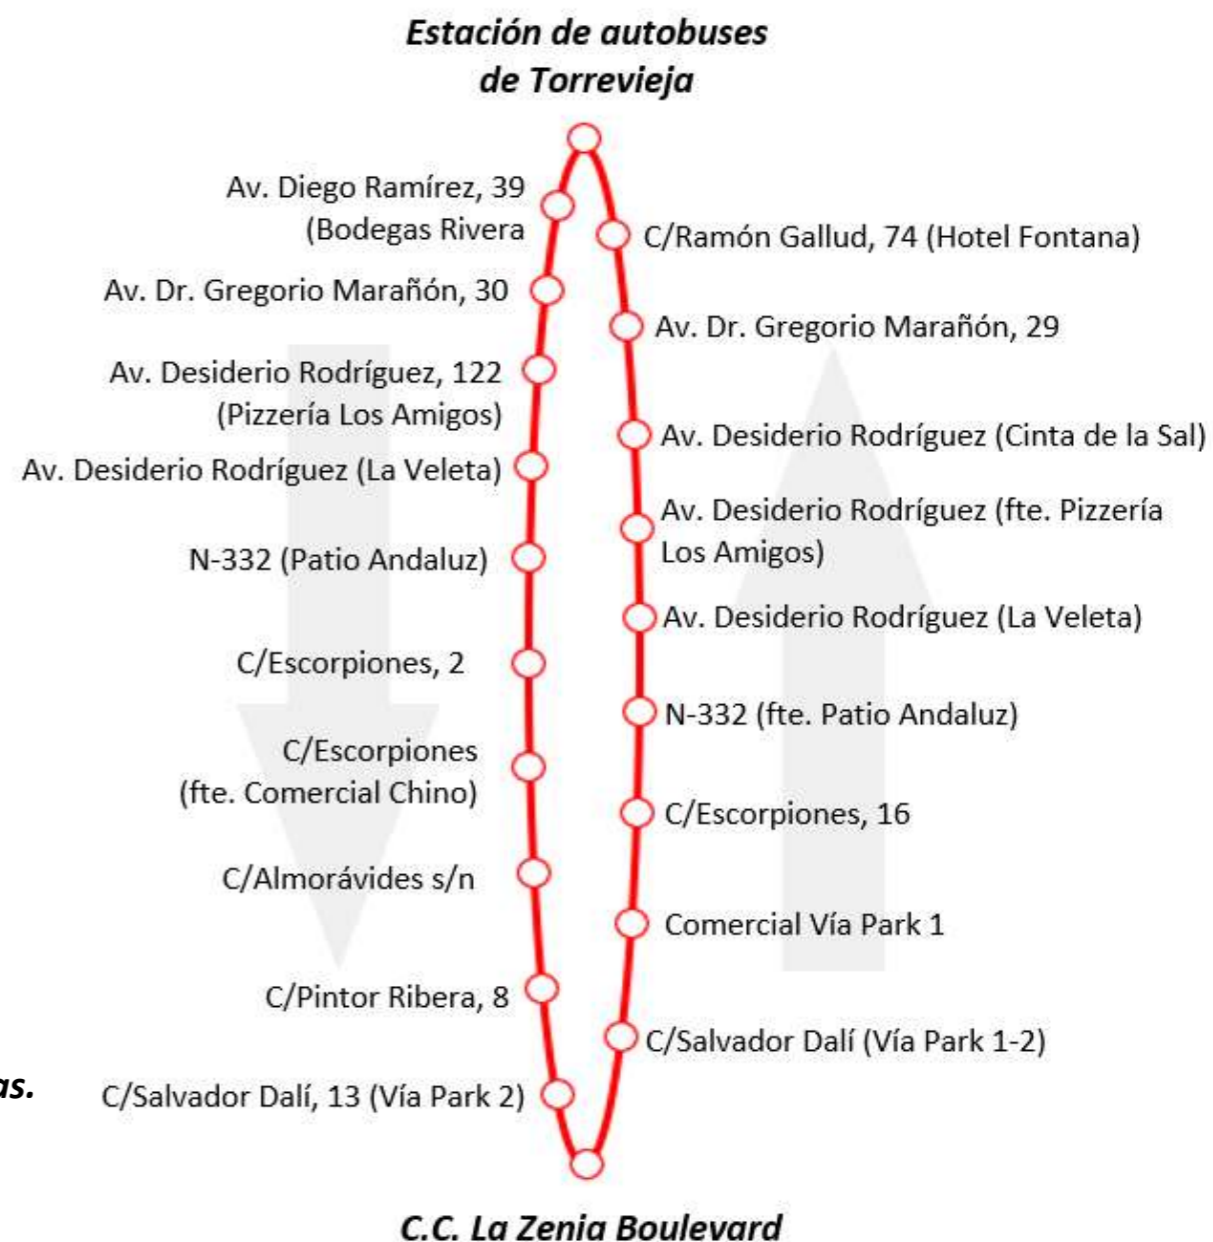 Estación de autobuses
de Torrevieja
Av. Diego Ramírez, 39
(Bodegas Rivera
Av. Dr. Gregorio Marañón, 30
Av. Desiderio Rodríguez, 122
(Pizzería Los Amigos)
Av. Desiderio Rodríguez (La Veleta)
N-332 (Patio Andaluz)
C/Escorpiones, 2
C/Escorpiones
(fte. Comercial Chino)
C/Almorávides s/n
C/Pintor Ribera, 8
C/Salvador Dalí, 13 (Vía Park 2)
C/Ramón Gallud, 74 (Hotel Fontana)
Av. Dr. Gregorio Marañón, 29
Av. Desiderio Rodríguez (Cinta de la Sal)
Av. Desiderio Rodríguez (fte. Pizzería
Los Amigos)
Av. Desiderio Rodríguez (La Veleta)
N-332 (fte. Patio Andaluz)
C/Escorpiones, 16
Comercial Vía Park 1
C/Salvador Dalí (Vía Park 1-2)
C.C. La Zenia Boulevard